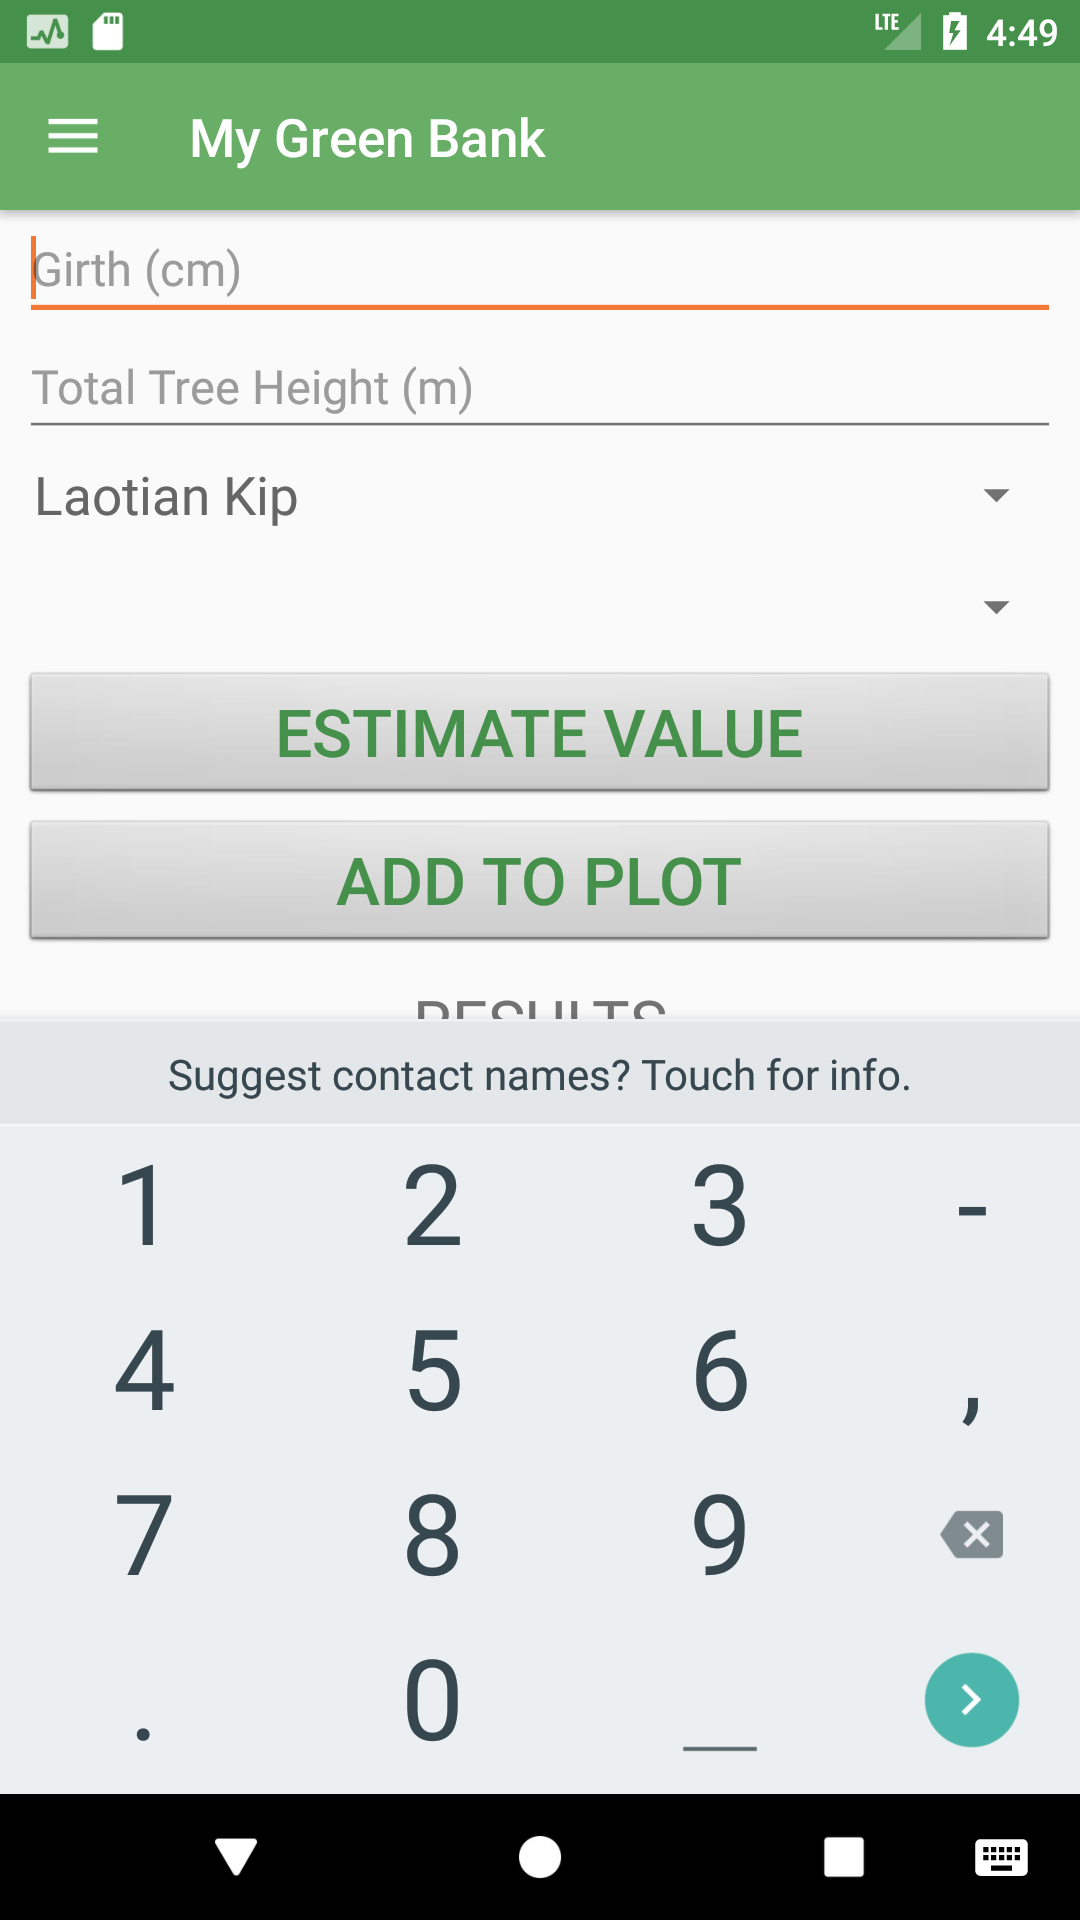 LTE 4:49
My Green Bank
Girth (cm)
Total Tree Height (m)
Laotian Kip
ESTIMATE VALUE
ADD TO PLOT
RESULTS
Suggest contact names? Touch for info.
1 2 3 -
4 5 6 ,
7 8 9
. 0 _